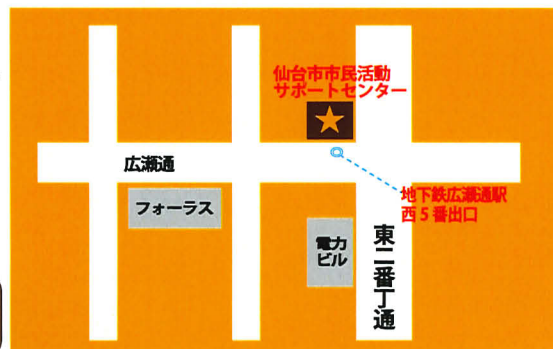 仙台市市民活動
サポートセンター
広瀬通
フォーラス
地下鉄広瀬通駅
西5番出口
電力
ビル
東二番丁通